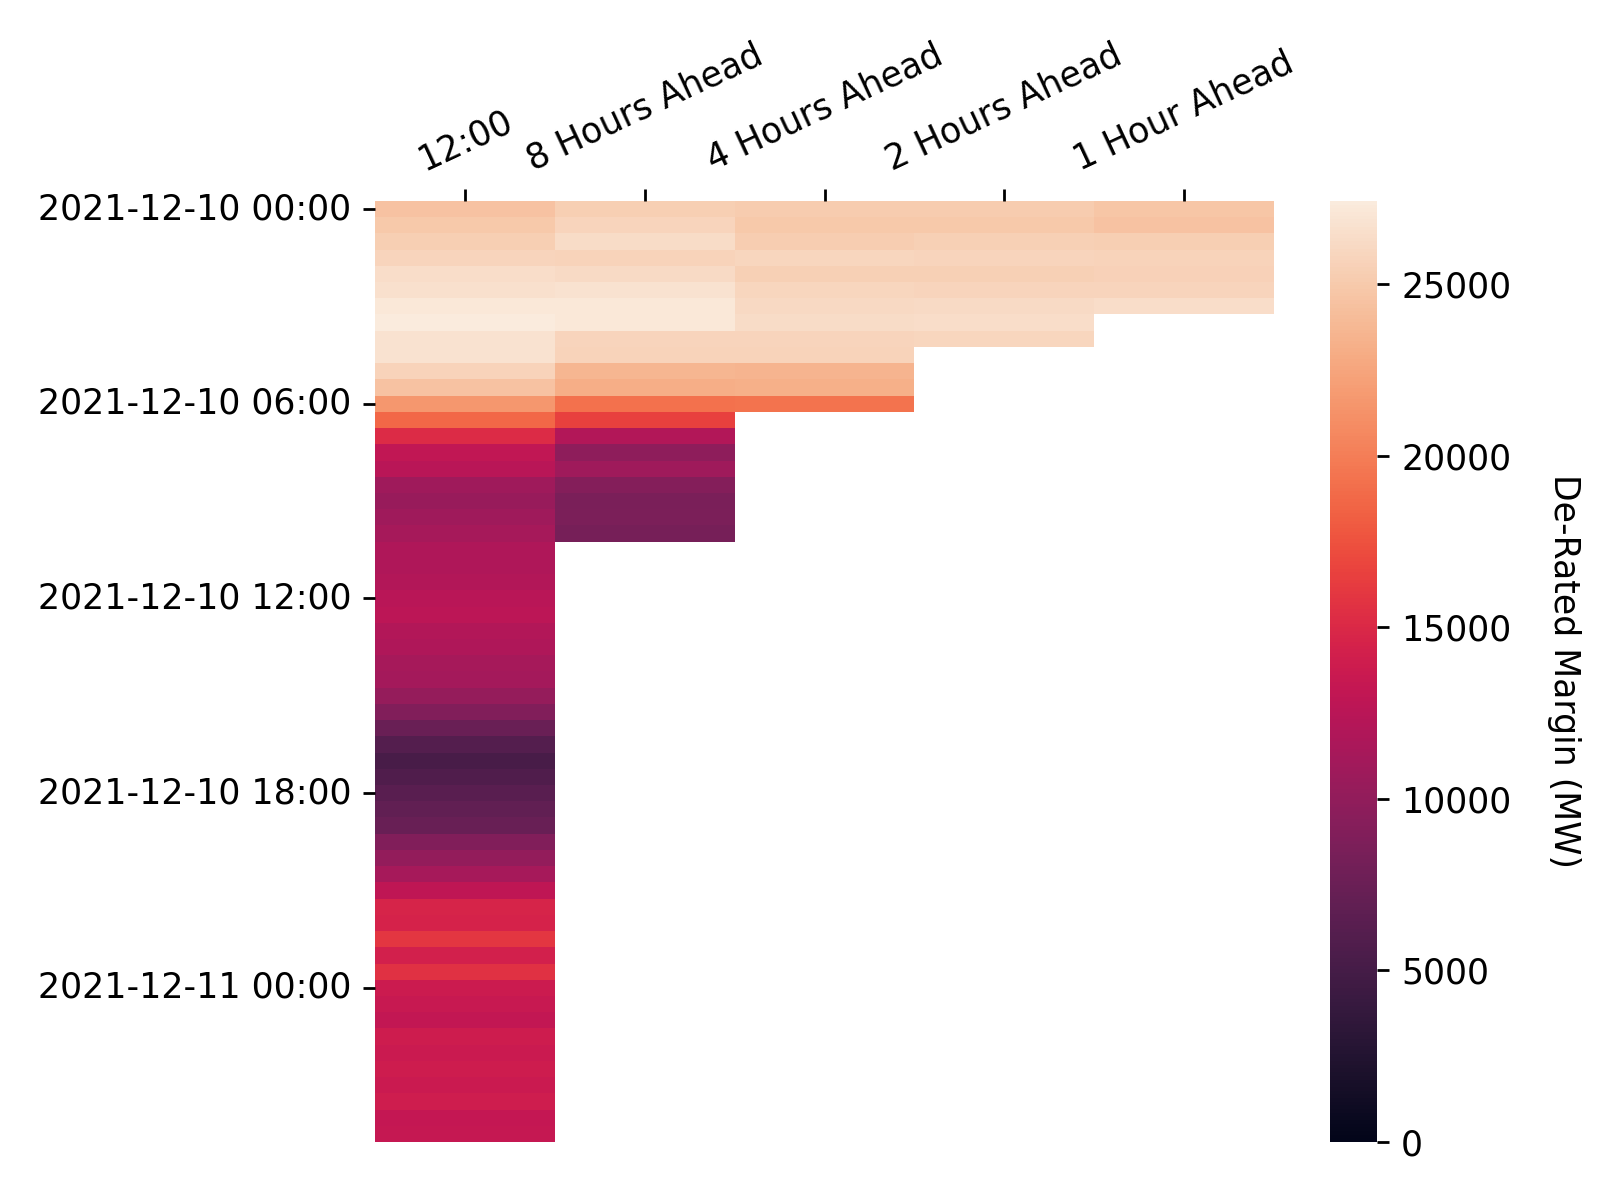 12:00
8 Hours Ahead
4 Hours Ahead
2 Hours Ahead
1 Hour Ahead
2021-12-10 00:00
2021-12-10 06:00
2021-12-10 12:00
2021-12-10 18:00
2021-12-11 00:00
25000
20000
15000
10000
5000
0
De-Rated Margin (MW)